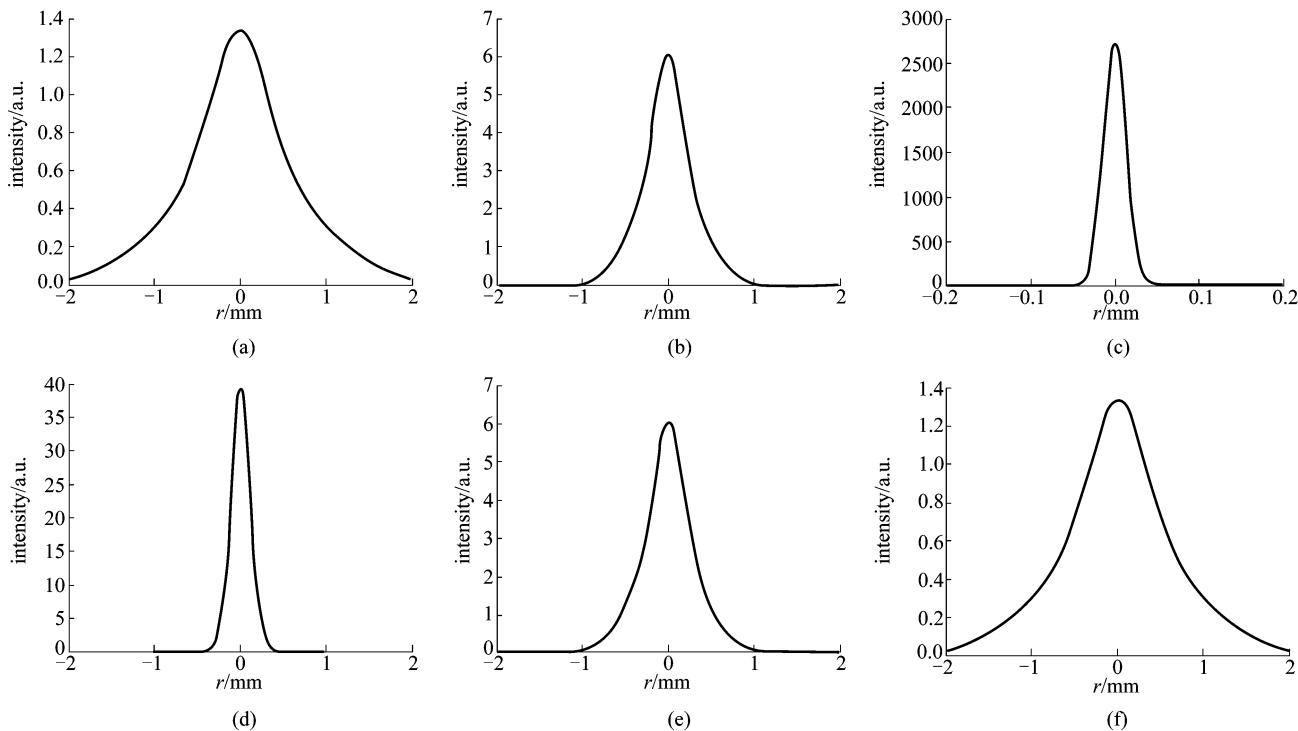 1.4
1.2
1.0
0.8
0.6
0.4
0.2
0.0
intensity/a.u.
−2 −1 0 1 2
r/mm
(a)
7
6
5
4
3
2
1
0
intensity/a.u.
−2 −1 0 1 2
r/mm
(b)
3000
2500
2000
1500
1000
500
0
intensity/a.u.
−0.2 −0.1 0.0 0.1 0.2
r/mm
(c)
40
35
30
25
20
15
10
5
0
intensity/a.u.
−2 −1 0 1 2
r/mm
(d)
7
6
5
4
3
2
1
0
intensity/a.u.
−2 −1 0 1 2
r/mm
(e)
1.4
1.2
1.0
0.8
0.6
0.4
0.2
0.0
intensity/a.u.
−2 −1 0 1 2
r/mm
(f)